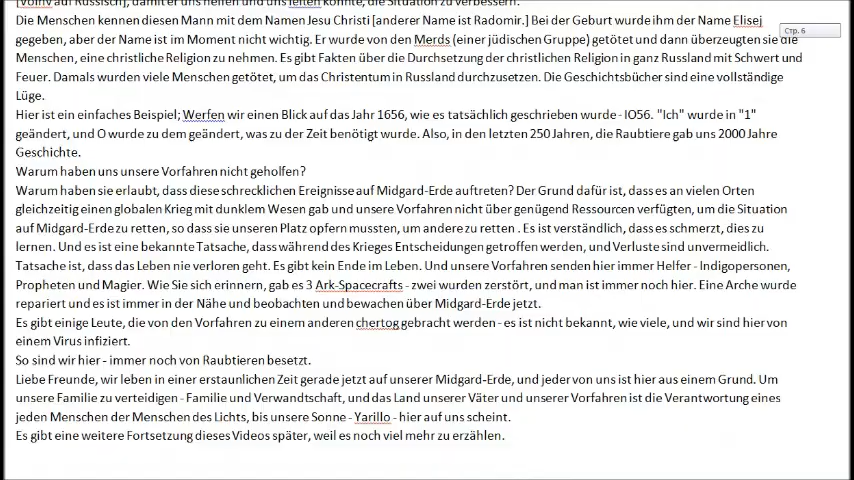 [Volhv auf Russisch], damit er uns helfen und uns leiten konnte, die Situation zu verbessern.
Die Menschen kennen diesen Mann mit dem Namen Jesu Christi [anderer Name ist Radomir.] Bei der Geburt wurde ihm der Name Elisej
Стр. 6
gegeben, aber der Name ist im Moment nicht wichtig. Er wurde von den Merds (einer jüdischen Gruppe) getötet und dann überzeugten sie die
Menschen, eine christliche Religion zu nehmen. Es gibt Fakten über die Durchsetzung der christlichen Religion in ganz Russland mit Schwert und
Feuer. Damals wurden viele Menschen getötet, um das Christentum in Russland durchzusetzen. Die Geschichtsbücher sind eine vollständige
Lüge.
Hier ist ein einfaches Beispiel; Werfen wir einen Blick auf das Jahr 1656, wie es tatsächlich geschrieben wurde - IO56. "Ich" wurde in "1"
geändert, und O wurde zu dem geändert, was zu der Zeit benötigt wurde. Also, in den letzten 250 Jahren, die Raubtiere gab uns 2000 Jahre
Geschichte.
Warum haben uns unsere Vorfahren nicht geholfen?
Warum haben sie erlaubt, dass diese schrecklichen Ereignisse auf Midgard-Erde auftreten? Der Grund dafür ist, dass es an vielen Orten
gleichzeitig einen globalen Krieg mit dunklem Wesen gab und unsere Vorfahren nicht über genügend Ressourcen verfügten, um die Situation
auf Midgard-Erde zu retten, so dass sie unseren Platz opfern mussten, um andere zu retten . Es ist verständlich, dass es schmerzt, dies zu
lernen. Und es ist eine bekannte Tatsache, dass während des Krieges Entscheidungen getroffen werden, und Verluste sind unvermeidlich.
Tatsache ist, dass das Leben nie verloren geht. Es gibt kein Ende im Leben. Und unsere Vorfahren senden hier immer Helfer - Indigopersonen,
Propheten und Magier. Wie Sie sich erinnern, gab es 3 Ark-Spacecrafts - zwei wurden zerstört, und man ist immer noch hier. Eine Arche wurde
repariert und es ist immer in der Nähe und beobachten und bewachen über Midgard-Erde jetzt.
Es gibt einige Leute, die von den Vorfahren zu einem anderen chertog gebracht werden - es ist nicht bekannt, wie viele, und wir sind hier von
einem Virus infiziert.
So sind wir hier - immer noch von Raubtieren besetzt.
Liebe Freunde, wir leben in einer erstaunlichen Zeit gerade jetzt auf unserer Midgard-Erde, und jeder von uns ist hier aus einem Grund. Um
unsere Familie zu verteidigen - Familie und Verwandtschaft, und das Land unserer Väter und unserer Vorfahren ist die Verantwortung eines
jeden Menschen der Menschen des Lichts, bis unsere Sonne - Yarillo - hier auf uns scheint.
Es gibt eine weitere Fortsetzung dieses Videos später, weil es noch viel mehr zu erzählen.